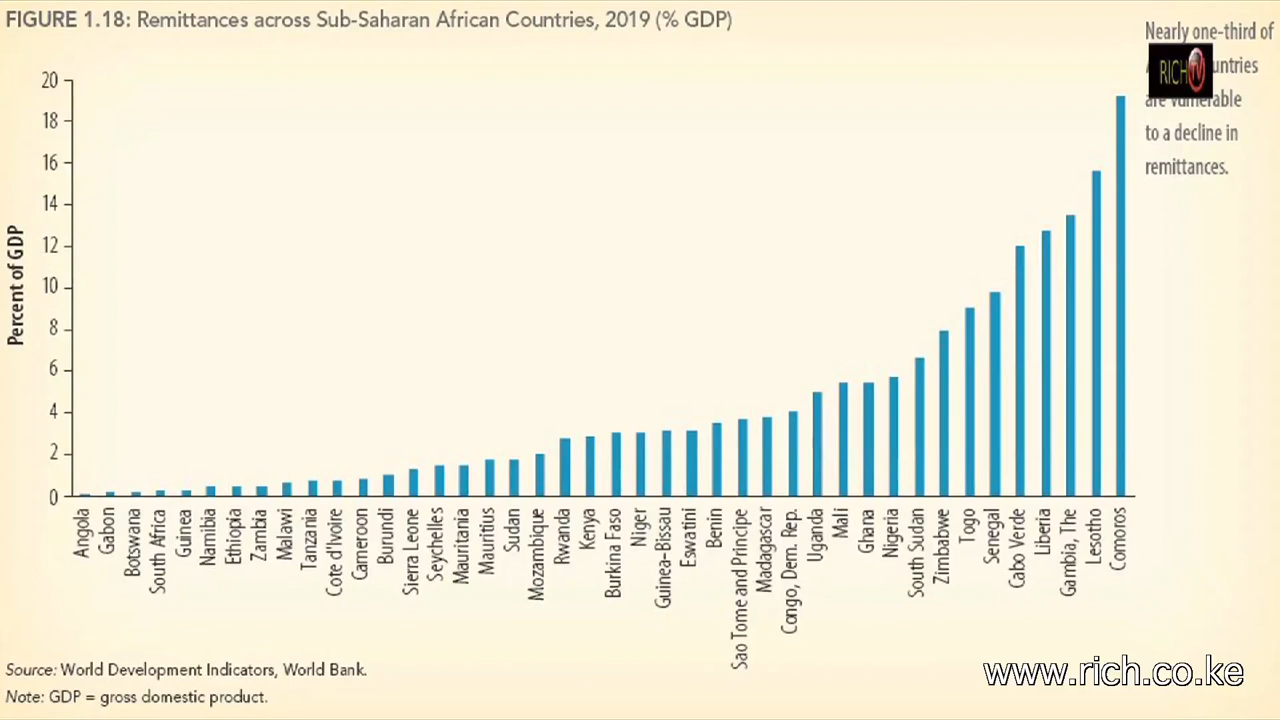 FIGURE 1.18: Remittances across Sub-Saharan African Countries, 2019 (% GDP)
Nearly one-third of
untries
are vulnerable
to a decline in
remittances.
RICH TV
Percent of GDP
20
18
16
14
12
10
8
6
4
2
0
Angola
Gabon
Botswana
South Africa
Guinea
Namibia
Ethiopia
Zambia
Malawi
Tanzania
Cote d'Ivoire
Cameroon
Burundi
Sierra Leone
Seychelles
Mauritania
Mauritius
Sudan
Mozambique
Rwanda
Kenya
Burkina Faso
Niger
Guinea-Bissau
Eswatini
Benin
Sao Tome and Principe
Madagascar
Congo, Dem. Rep.
Uganda
Mali
Ghana
Nigeria
South Sudan
Zimbabwe
Togo
Senegal
Cabo Verde
Liberia
Gambia, The
Lesotho
Comoros
Source: World Development Indicators, World Bank.
Note: GDP = gross domestic product.
www.rich.co.ke